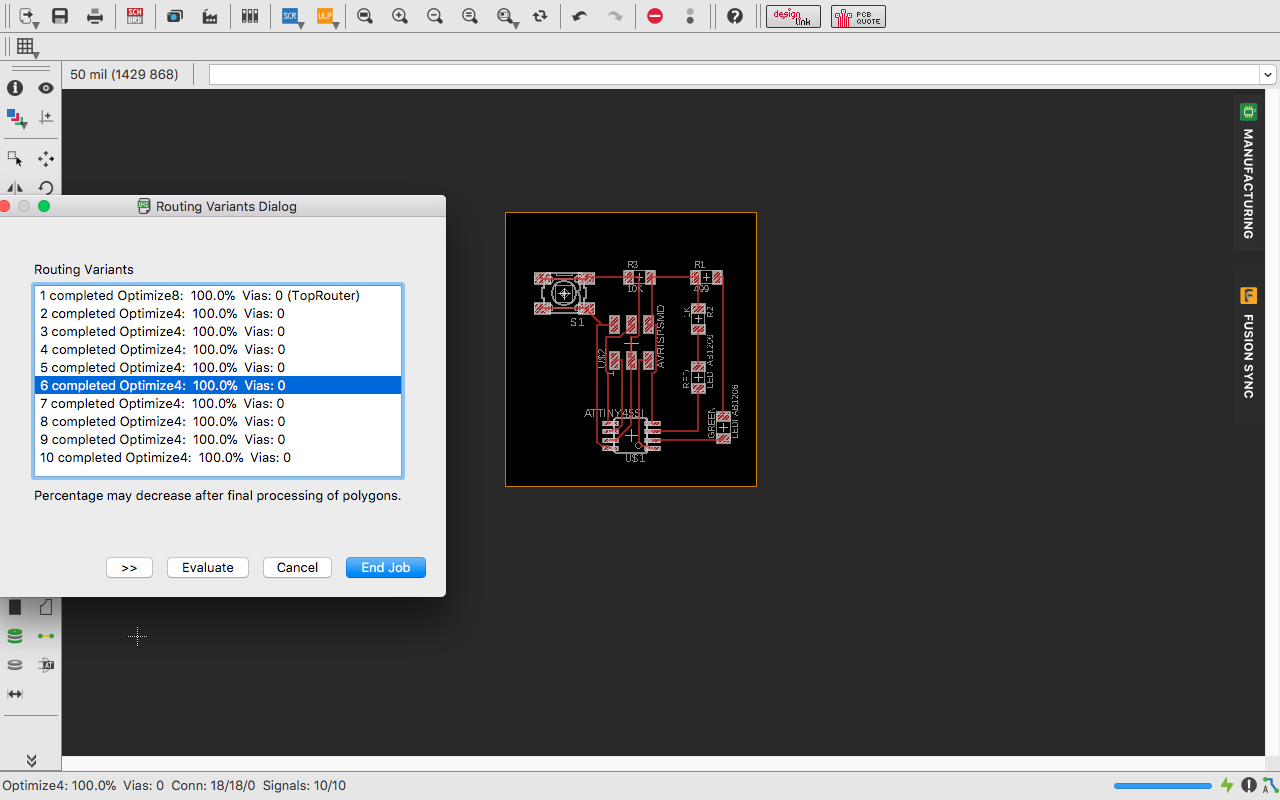 SCH
BRD
SCR
ULP
design
link
PCB
QUOTE
50 mil (1429 868)
MANUFACTURING
FUSION SYNC
Routing Variants Dialog
Routing Variants
1 completed Optimize8: 100.0% Vias: 0 (TopRouter)
2 completed Optimize4: 100.0% Vias: 0
3 completed Optimize4: 100.0% Vias: 0
4 completed Optimize4: 100.0% Vias: 0
5 completed Optimize4: 100.0% Vias: 0
6 completed Optimize4: 100.0% Vias: 0
7 completed Optimize4: 100.0% Vias: 0
8 completed Optimize4: 100.0% Vias: 0
9 completed Optimize4: 100.0% Vias: 0
10 completed Optimize4: 100.0% Vias: 0
Percentage may decrease after final processing of polygons.
>>
Evaluate
Cancel
End Job
R3
10K
R1
499
S1
R2
U$2
1
AVRISPSMD
RED
GREEN
ATTINY45SI
U$1
Optimize4: 100.0% Vias: 0 Conn: 18/18/0 Signals: 10/10